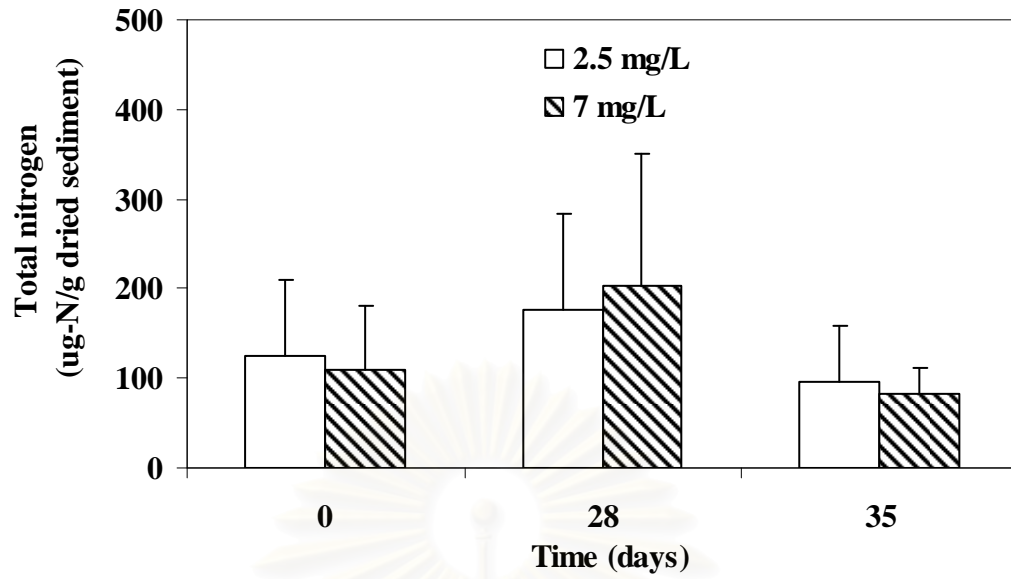 500
400
300
200
100
0
Total nitrogen
(ug-N/g dried sediment)
2.5 mg/L
7 mg/L
0 28 35
Time (days)